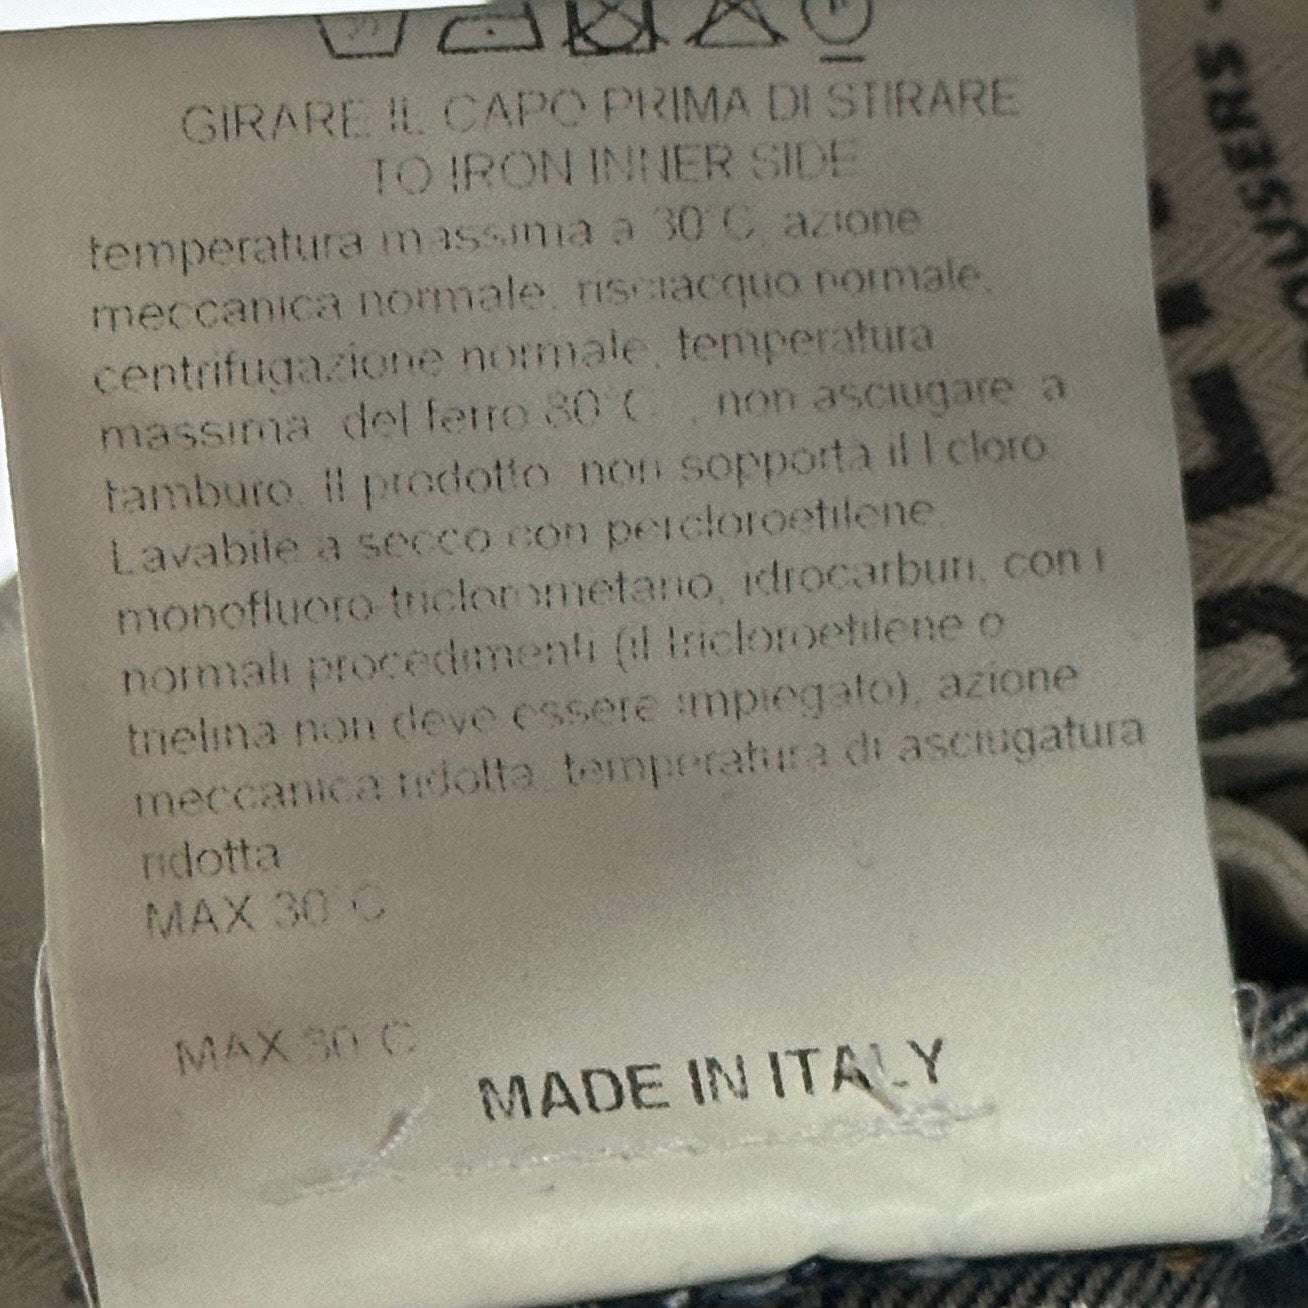 GIRARE IL CAPO PRIMA DI STIRARE
TO IRON INNER SIDE
temperatura massima a 30°C, azione
meccanica normale, risciacquo normale,
centrifugazione normale, temperatura
massima del ferro 80°C , non asciugare a
tamburo. Il prodotto non sopporta il l cloro
Lavabile a secco con percloroetilene,
monofluoro-triclorometano, idrocarburi, con i
normali procedimenti (il tricloroetilene o
trielina non deve essere impiegato), azione
meccanica ridotta, temperatura di asciugatura
ridotta
MAX 30°C
MAX 30°C
MADE IN ITALY
USERS